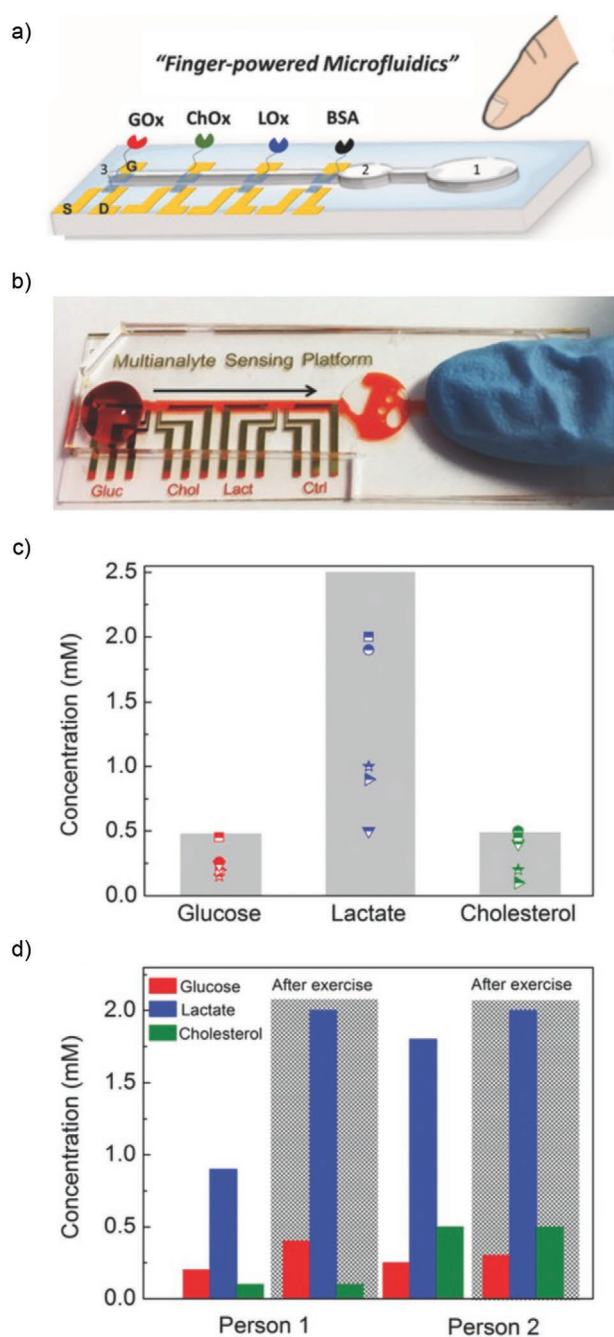 a)
"Finger-powered Microfluidics"
GOx ChOx LOx BSA
3 G 2 1
S D
b)
Multianalyte Sensing Platform
Gluc Chol Lact Ctrl
c)
Concentration (mM)
2.5
2.0
1.5
1.0
0.5
0.0
Glucose Lactate Cholesterol
d)
Concentration (mM)
Glucose
Lactate
Cholesterol
After exercise After exercise
2.0
1.5
1.0
0.5
0.0
Person 1 Person 2